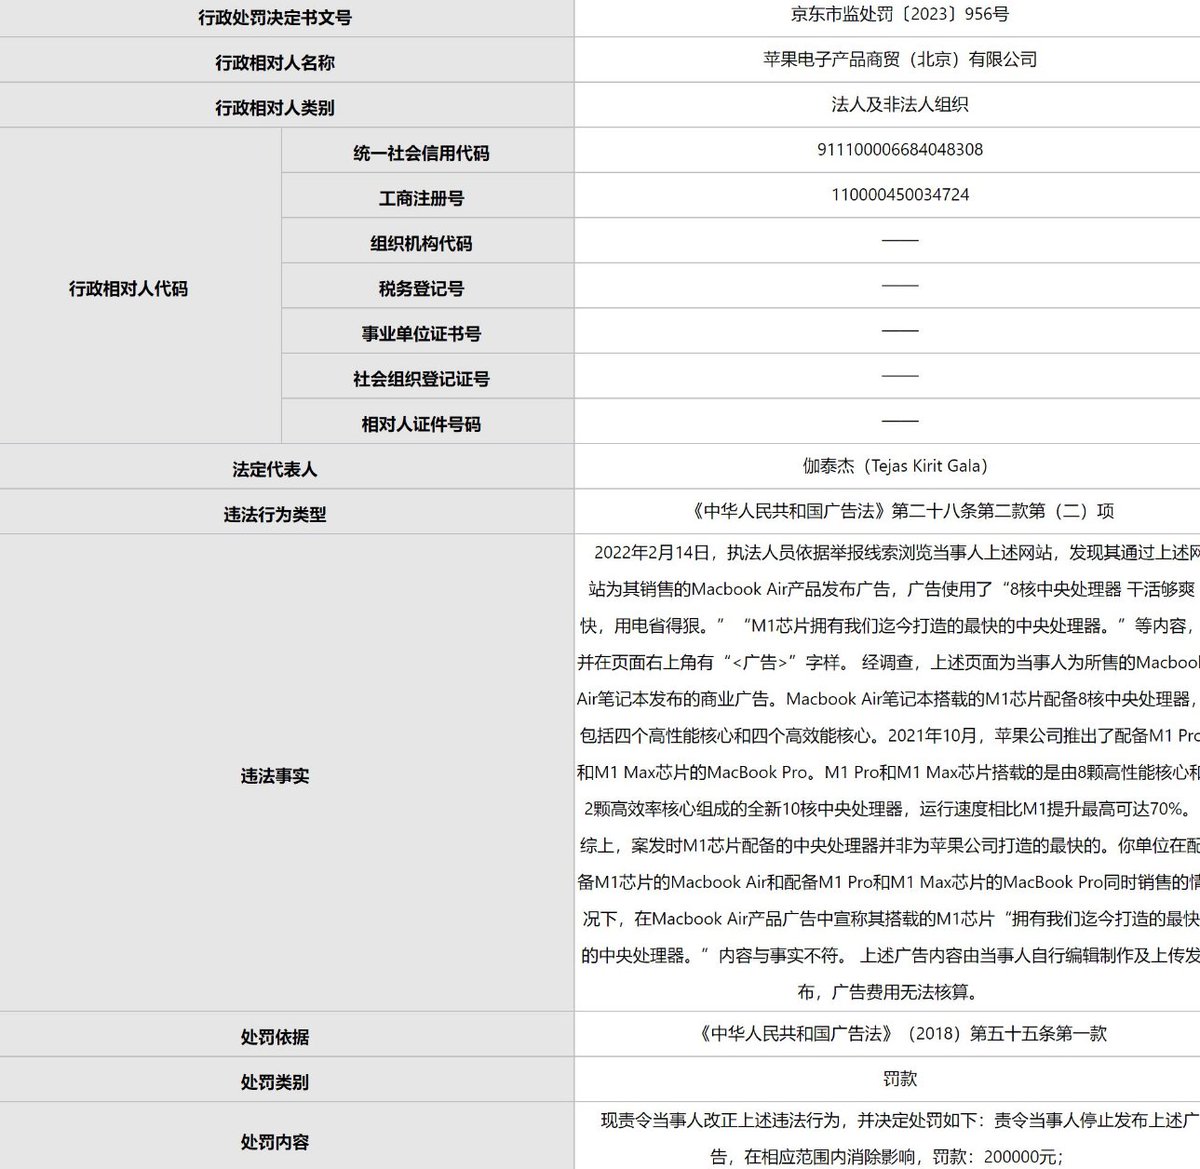 行政处罚决定书文号
京东市监处罚〔2023〕956号
行政相对人名称
苹果电子产品商贸（北京）有限公司
行政相对人类别
法人及非法人组织
行政相对人代码
统一社会信用代码
911100006684048308
工商注册号
110000450034724
组织机构代码
——
税务登记号
——
事业单位证书号
——
社会组织登记证号
——
相对人证件号码
——
法定代表人
伽泰杰（Tejas Kirit Gala）
违法行为类型
《中华人民共和国广告法》第二十八条第二款第（二）项
违法事实
2022年2月14日，执法人员依据举报线索浏览当事人上述网站，发现其通过上述网
站为其销售的Macbook Air产品发布广告，广告使用了“8核中央处理器 干活够爽
快，用电省得狠。”“M1芯片拥有我们迄今打造的最快的中央处理器。”等内容，
并在页面右上角有“<广告>”字样。 经调查，上述页面为当事人为所售的Macbook
Air笔记本发布的商业广告。Macbook Air笔记本搭载的M1芯片配备8核中央处理器，
包括四个高性能核心和四个高效能核心。2021年10月，苹果公司推出了配备M1 Pro
和M1 Max芯片的MacBook Pro。M1 Pro和M1 Max芯片搭载的是由8颗高性能核心和
2颗高效率核心组成的全新10核中央处理器，运行速度相比M1提升最高可达70%。
综上，案发时M1芯片配备的中央处理器并非为苹果公司打造的最快的。你单位在配
备M1芯片的Macbook Air和配备M1 Pro和M1 Max芯片的MacBook Pro同时销售的情
况下，在Macbook Air产品广告中宣称其搭载的M1芯片“拥有我们迄今打造的最快
的中央处理器。”内容与事实不符。 上述广告内容由当事人自行编辑制作及上传发
布，广告费用无法核算。
处罚依据
《中华人民共和国广告法》（2018）第五十五条第一款
处罚类别
罚款
处罚内容
现责令当事人改正上述违法行为，并决定处罚如下：责令当事人停止发布上述广
告，在相应范围内消除影响，罚款：200000元；